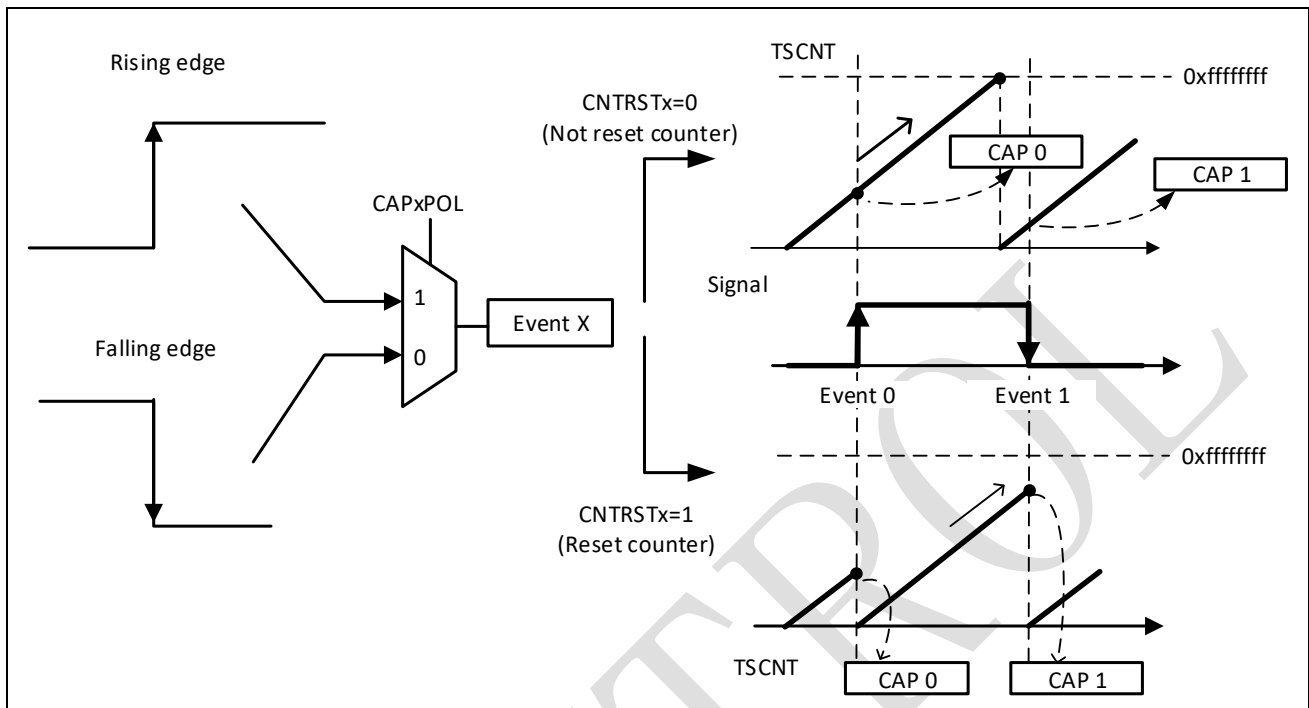 Rising edge
Falling edge
CAPxPOL
1
0
Event X
CNTRSTx=0
(Not reset counter)
CNTRSTx=1
(Reset counter)
TSCNT
0xffffffff
CAP 0
CAP 1
Signal
Event 0
Event 1
0xffffffff
TSCNT
CAP 0
CAP 1
TROL